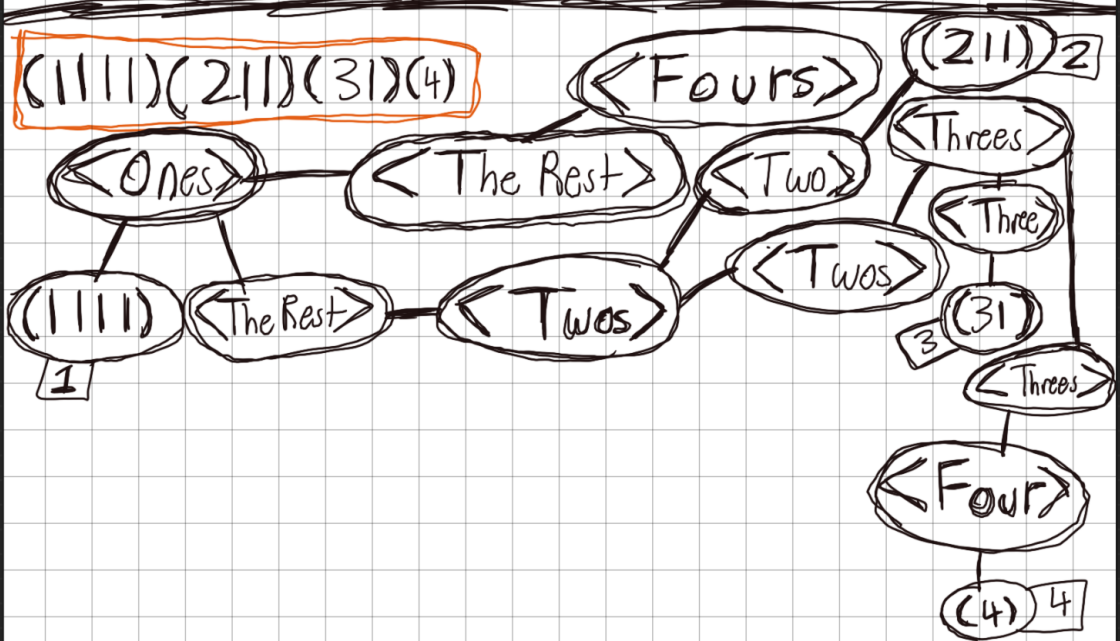 (1111)(211)(31)(4)
<Fours>
(211)
2
<Threes>
<Ones>
<The Rest>
<Two>
<Three>
<Twos>
(1111)
<The Rest>
<Twos>
(31)
3
1
<Threes>
<Four>
(4)
4